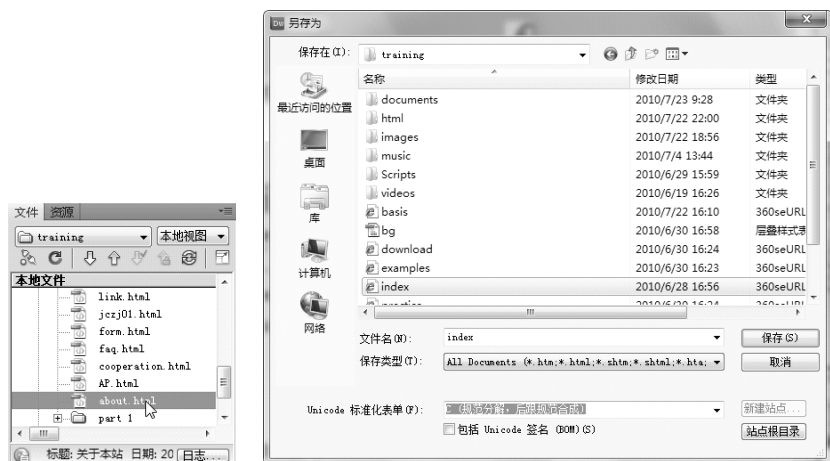 文件 资源
training 本地视图
本地文件
link.html
jczj01.html
form.html
faq.html
cooperation.html
AP.html
about.html
part 1
标题: 关于本站 日期: 20 日志...
Dw 另存为
保存在(I): training
名称 修改日期 类型
documents 2010/7/23 9:28 文件夹
html 2010/7/22 22:00 文件夹
images 2010/7/22 18:56 文件夹
music 2010/7/4 13:44 文件夹
Scripts 2010/6/29 15:59 文件夹
videos 2010/6/19 16:26 文件夹
basis 2010/7/22 16:10 360seURL
bg 2010/6/30 16:58 层叠样式表
download 2010/6/30 16:24 360seURL
examples 2010/6/30 16:23 360seURL
index 2010/6/28 16:56 360seURL
最近访问的位置
桌面
库
计算机
网络
文件名(N): index 保存(S)
保存类型(T): All Documents (*.htm;*.html;*.shtm;*.shtml;*.hta; 取消
Unicode 标准化表单(F): C (规范分解，后跟规范合成) 新建站点...
包括 Unicode 签名 (BOM)(S) 站点根目录